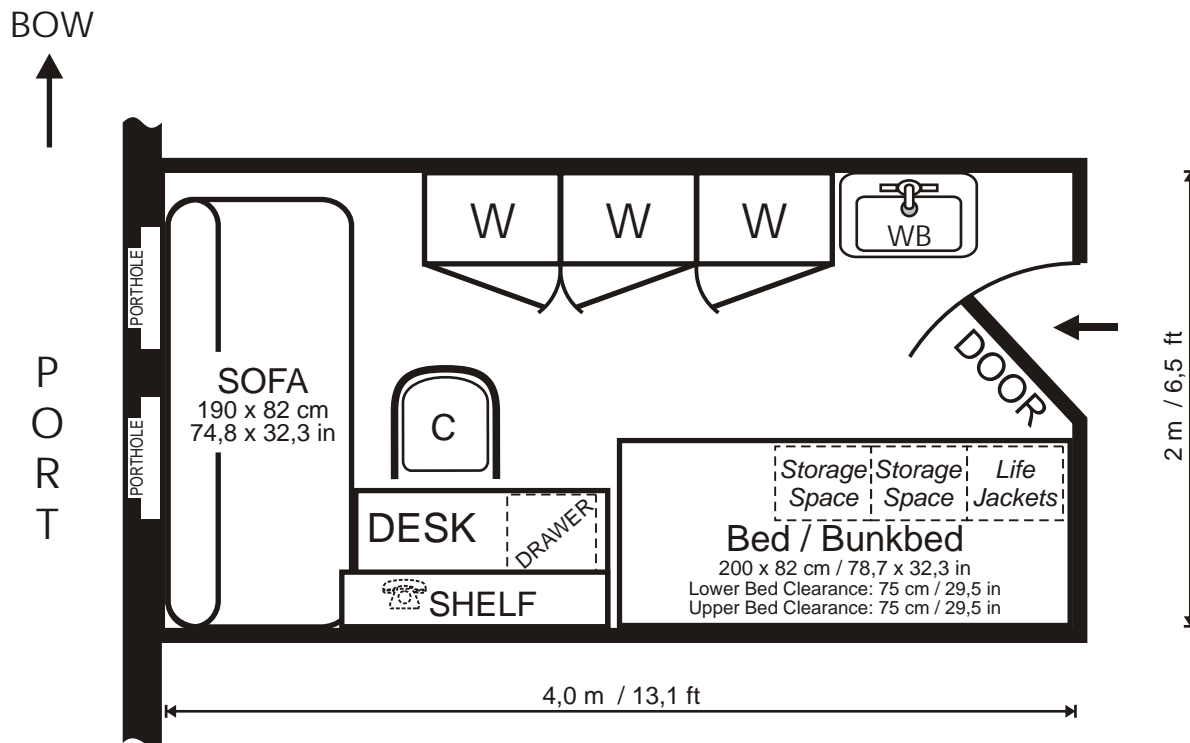 BOW
PORT
PORTHOLE
PORTHOLE
W
W
W
WB
SOFA
190 x 82 cm
74,8 x 32,3 in
C
DOOR
2 m / 6,5 ft
DESK
DRAWER
SHELF
Storage
Space
Storage
Space
Life
Jackets
Bed / Bunkbed
200 x 82 cm / 78,7 x 32,3 in
Lower Bed Clearance: 75 cm / 29,5 in
Upper Bed Clearance: 75 cm / 29,5 in
4,0 m / 13,1 ft